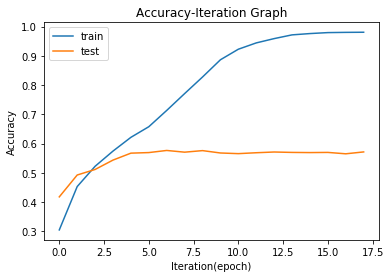 Accuracy-Iteration Graph
1.0
0.9
0.8
0.7
0.6
0.5
0.4
0.3
train
test
Accuracy
0.0 2.5 5.0 7.5 10.0 12.5 15.0 17.5
Iteration(epoch)